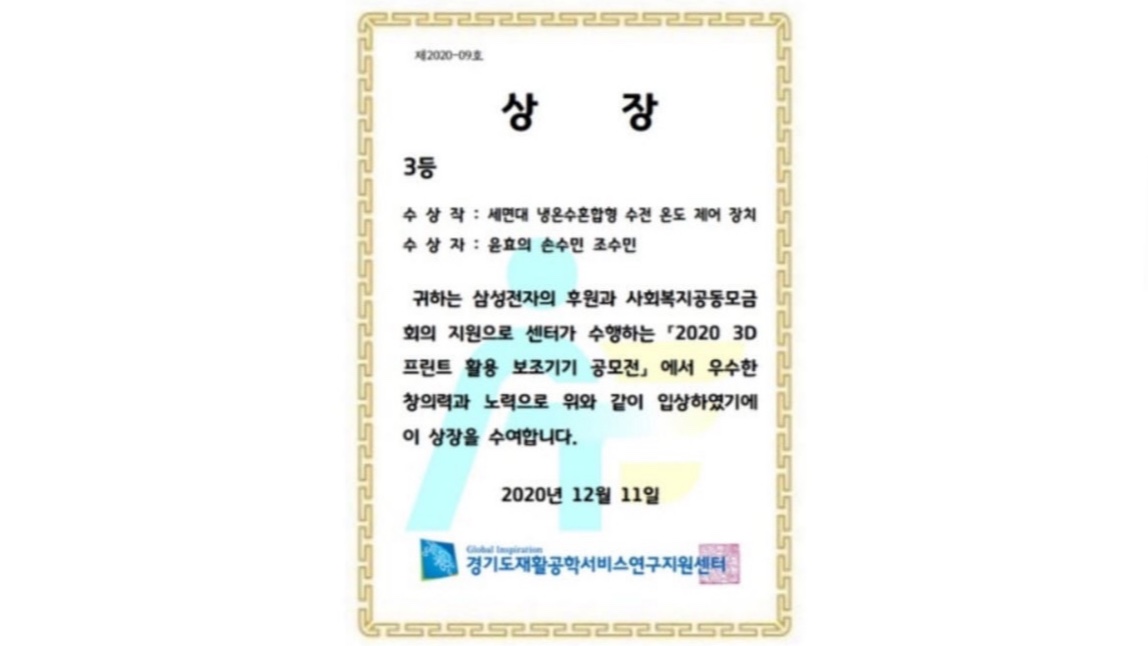 제2020-09호
상 장
3등
수 상 작 : 세면대 냉온수혼합형 수전 온도 제어 장치
수 상 자 : 윤효의 손수민 조수민
귀하는 삼성전자의 후원과 사회복지공동모금
회의 지원으로 센터가 수행하는 「2020 3D
프린트 활용 보조기기 공모전」에서 우수한
창의력과 노력으로 위와 같이 입상하였기에
이 상장을 수여합니다.
2020년 12월 11일
Global Inspiration
경기도재활공학서비스연구지원센터